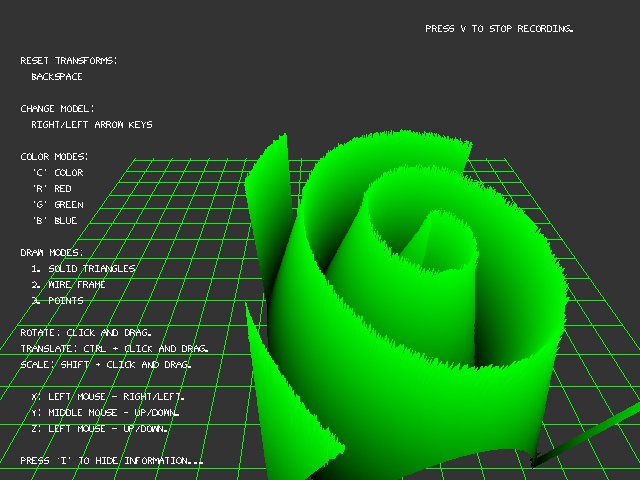 PRESS V TO STOP RECORDING.
RESET TRANSFORMS:
BACKSPACE
CHANGE MODEL:
RIGHT/LEFT ARROW KEYS
COLOR MODES:
'C' COLOR
'R' RED
'G' GREEN
'B' BLUE
DRAW MODES:
1. SOLID TRIANGLES
2. WIRE FRAME
3. POINTS
ROTATE: CLICK AND DRAG.
TRANSLATE: CTRL + CLICK AND DRAG.
SCALE: SHIFT + CLICK AND DRAG.
X: LEFT MOUSE - RIGHT/LEFT.
Y: MIDDLE MOUSE - UP/DOWN.
Z: LEFT MOUSE - UP/DOWN.
PRESS 'I' TO HIDE INFORMATION...